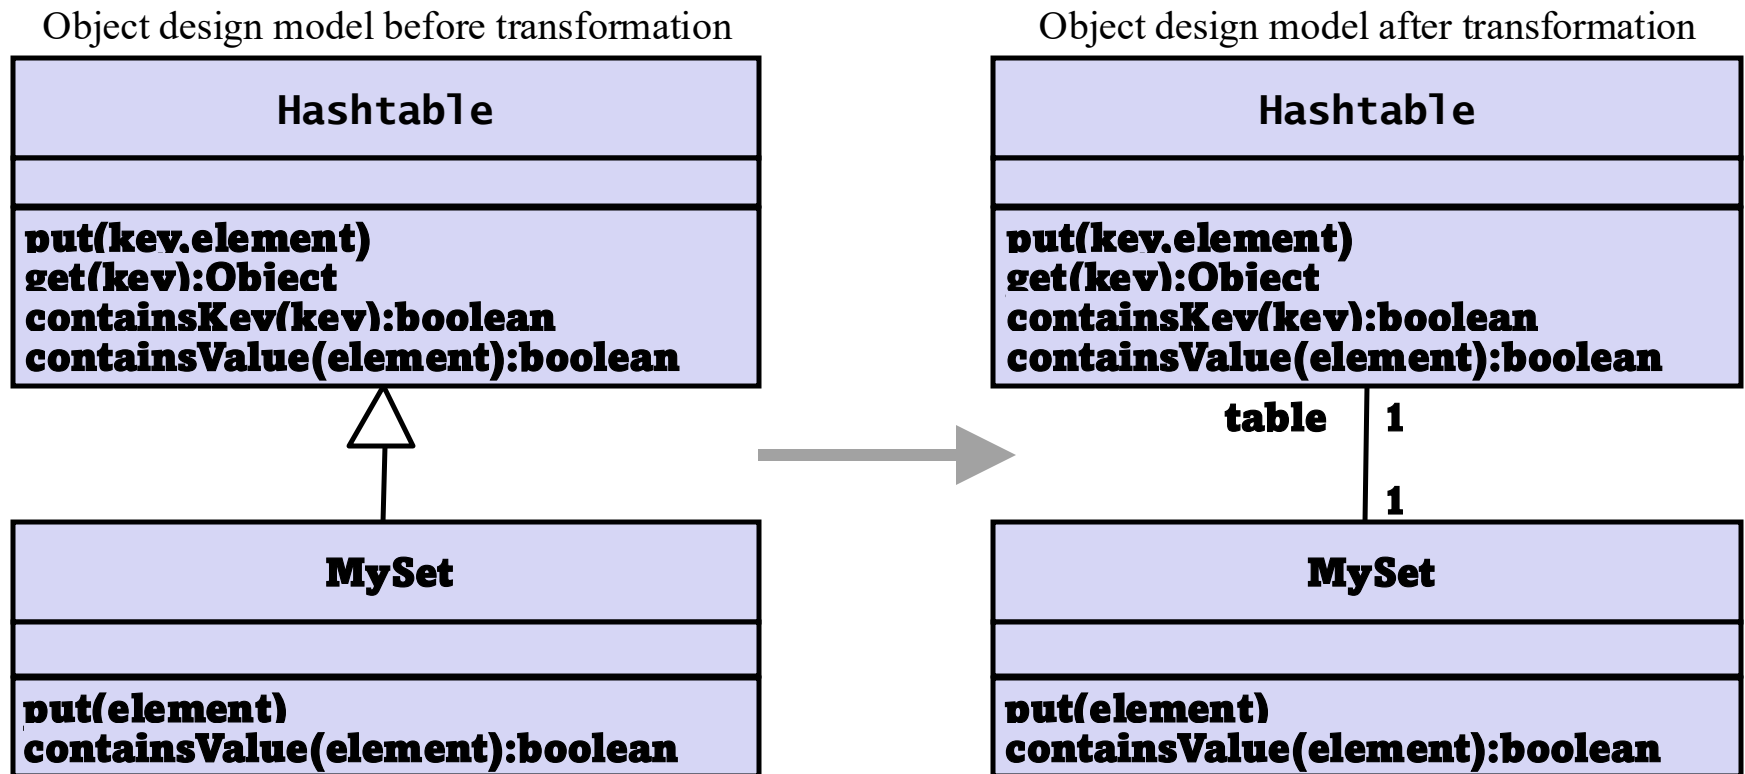 Object design model before transformation
Hashtable
put(key,element)
get(key):Object
containsKey(key):boolean
containsValue(element):boolean
MySet
put(element)
containsValue(element):boolean
Object design model after transformation
Hashtable
put(key,element)
get(key):Object
containsKey(key):boolean
containsValue(element):boolean
table 1
1
MySet
put(element)
containsValue(element):boolean